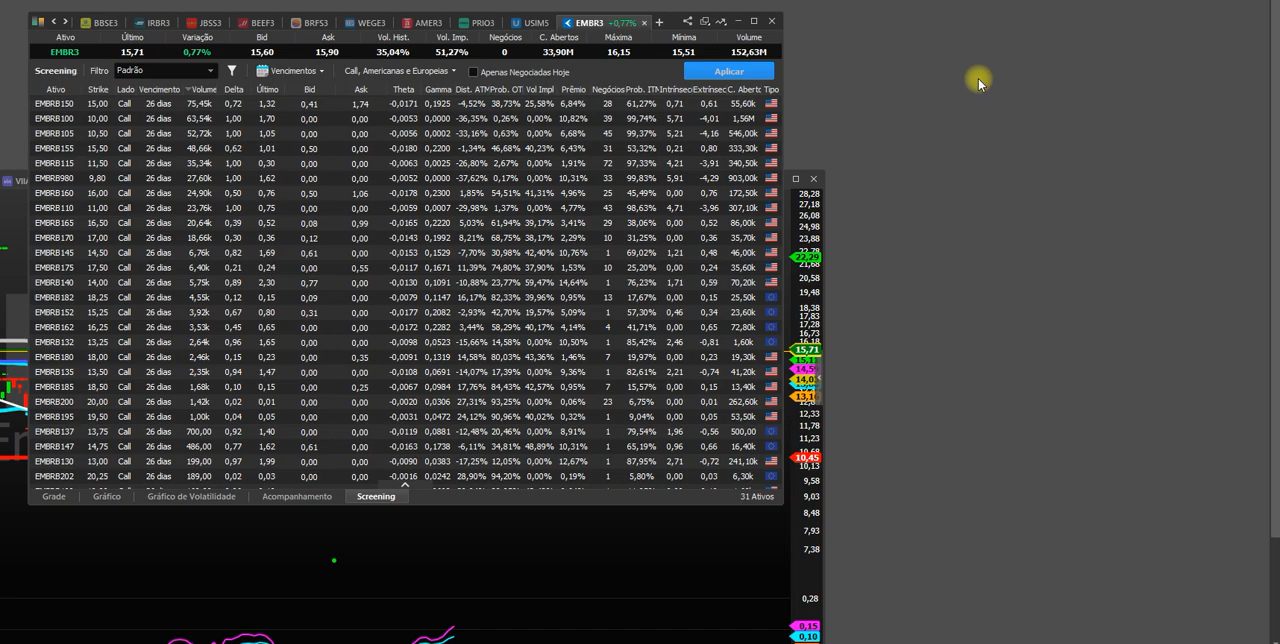 BBSE3 IRBR3 JBSS3 BEEF3 BRFS3 WEGE3 AMER3 PRIO3 USIM5 EMBR3 +0,77%
Ativo Último Variação Bid Ask Vol. Hist. Vol. Imp. Negócios C. Abertos Máxima Mínima Volume
EMBR3 15,71 0,77% 15,60 15,90 35,04% 51,27% 0 33,90M 16,15 15,51 152,63M
Screening Filtro Padrão Vencimentos Call, Americanas e Europeias Apenas Negociadas Hoje Aplicar
Ativo Strike Lado Vencimento Volume Delta Último Bid Ask Theta Gamma Dist. ATM Prob. OT Vol Impl Prêmio Negócios Prob. IT Intrínsec Extrínsec C. Aberto Tipo
EMBRB150 15,00 Call 26 dias 75,45k 0,72 1,32 0,41 1,74 -0,0171 0,1925 -4,52% 38,73% 25,58% 6,84% 28 61,27% 0,71 0,61 55,60k
EMBRB100 10,00 Call 26 dias 63,54k 1,00 1,70 0,00 0,00 -0,0053 0,0000 -36,35% 0,26% 0,00% 10,82% 39 99,74% 5,71 -4,01 1,56M
EMBRB105 10,50 Call 26 dias 52,72k 1,00 1,05 0,00 0,00 -0,0056 0,0002 -33,16% 0,63% 0,00% 6,68% 45 99,37% 5,21 -4,16 546,00k
EMBRB155 15,50 Call 26 dias 48,66k 0,62 1,01 0,50 0,00 -0,0180 0,2200 -1,34% 46,68% 40,23% 6,43% 31 53,32% 0,21 0,80 333,30k
EMBRB115 11,50 Call 26 dias 35,34k 1,00 0,30 0,00 0,00 -0,0063 0,0025 -26,80% 2,67% 0,00% 1,91% 72 97,33% 4,21 -3,91 340,50k
EMBRB980 9,80 Call 26 dias 27,60k 1,00 1,62 0,00 0,00 -0,0052 0,0000 -37,62% 0,17% 0,00% 10,31% 33 99,83% 5,91 -4,29 903,00k
EMBRB160 16,00 Call 26 dias 24,90k 0,50 0,76 0,50 1,06 -0,0178 0,2300 1,85% 54,51% 41,31% 4,96% 25 45,49% 0,00 0,76 172,50k
EMBRB110 11,00 Call 26 dias 23,76k 1,00 0,75 0,00 0,00 -0,0059 0,0007 -29,98% 1,37% 0,00% 4,77% 43 98,63% 4,71 -3,96 307,10k
EMBRB165 16,50 Call 26 dias 20,64k 0,39 0,52 0,08 0,99 -0,0165 0,2220 5,03% 61,94% 39,17% 3,41% 29 38,06% 0,00 0,52 86,00k
EMBRB170 17,00 Call 26 dias 18,66k 0,30 0,36 0,12 0,00 -0,0143 0,1992 8,21% 68,75% 38,17% 2,29% 10 31,25% 0,00 0,36 35,70k
EMBRB145 14,50 Call 26 dias 6,76k 0,82 1,69 0,61 0,00 -0,0153 0,1529 -7,70% 30,98% 42,40% 10,76% 1 69,02% 1,21 0,48 46,00k
EMBRB175 17,50 Call 26 dias 6,40k 0,21 0,24 0,00 0,55 -0,0117 0,1671 11,39% 74,80% 37,90% 1,53% 10 25,20% 0,00 0,24 35,60k
EMBRB140 14,00 Call 26 dias 5,75k 0,89 2,30 0,77 0,00 -0,0130 0,1091 -10,88% 23,77% 59,47% 14,64% 1 76,23% 1,71 0,59 70,20k
EMBRB182 18,25 Call 26 dias 4,55k 0,12 0,15 0,09 0,00 -0,0079 0,1147 16,17% 82,33% 39,96% 0,95% 13 17,67% 0,00 0,15 25,50k
EMBRB152 15,25 Call 26 dias 3,92k 0,67 0,80 0,31 0,00 -0,0177 0,2082 -2,93% 42,70% 19,57% 5,09% 1 57,30% 0,46 0,34 23,60k
EMBRB162 16,25 Call 26 dias 3,53k 0,45 0,65 0,00 0,00 -0,0172 0,2282 3,44% 58,29% 40,17% 4,14% 4 41,71% 0,00 0,65 72,80k
EMBRB132 13,25 Call 26 dias 2,64k 0,96 1,65 0,00 0,00 -0,0098 0,0523 -15,66% 14,58% 0,00% 10,50% 1 85,42% 2,46 -0,81 1,60k
EMBRB180 18,00 Call 26 dias 2,46k 0,15 0,23 0,00 0,35 -0,0091 0,1319 14,58% 80,03% 43,56% 1,46% 7 19,97% 0,00 0,23 19,30k
EMBRB135 13,50 Call 26 dias 2,35k 0,94 1,47 0,00 0,00 -0,0108 0,0691 -14,07% 17,39% 0,00% 9,36% 1 82,61% 2,21 -0,74 41,20k
EMBRB185 18,50 Call 26 dias 1,68k 0,10 0,15 0,00 0,25 -0,0067 0,0984 17,76% 84,43% 42,57% 0,95% 7 15,57% 0,00 0,15 13,40k
EMBRB200 20,00 Call 26 dias 1,42k 0,02 0,01 0,00 0,00 -0,0020 0,0306 27,31% 93,25% 0,00% 0,06% 23 6,75% 0,00 0,01 262,60k
EMBRB195 19,50 Call 26 dias 1,00k 0,04 0,05 0,00 0,00 -0,0031 0,0472 24,12% 90,96% 40,02% 0,32% 1 9,04% 0,00 0,05 53,50k
EMBRB137 13,75 Call 26 dias 700,00 0,92 1,40 0,00 0,00 -0,0119 0,0881 -12,48% 20,46% 0,00% 8,91% 1 79,54% 1,96 -0,56 500,00
EMBRB147 14,75 Call 26 dias 486,00 0,77 1,62 0,61 0,00 -0,0163 0,1738 -6,11% 34,81% 48,89% 10,31% 1 65,19% 0,96 0,66 16,40k
EMBRB130 13,00 Call 26 dias 199,00 0,97 1,99 0,00 0,00 -0,0090 0,0383 -17,25% 12,05% 0,00% 12,67% 1 87,95% 2,71 -0,72 241,10k
EMBRB202 20,25 Call 26 dias 189,00 0,02 0,03 0,00 0,00 -0,0016 0,0242 28,90% 94,20% 0,00% 0,19% 1 5,80% 0,00 0,03 6,30k
Grade Gráfico Gráfico de Volatilidade Acompanhamento Screening 31 Ativos
28,28
27,18
26,08
24,98
23,88
22,29
21,68
20,58
19,48
18,38
17,83
17,28
16,73
16,18
15,71
12,33
11,78
11,23
10,45
10,13
9,58
9,03
8,48
7,93
7,38
0,28
0,15
0,10